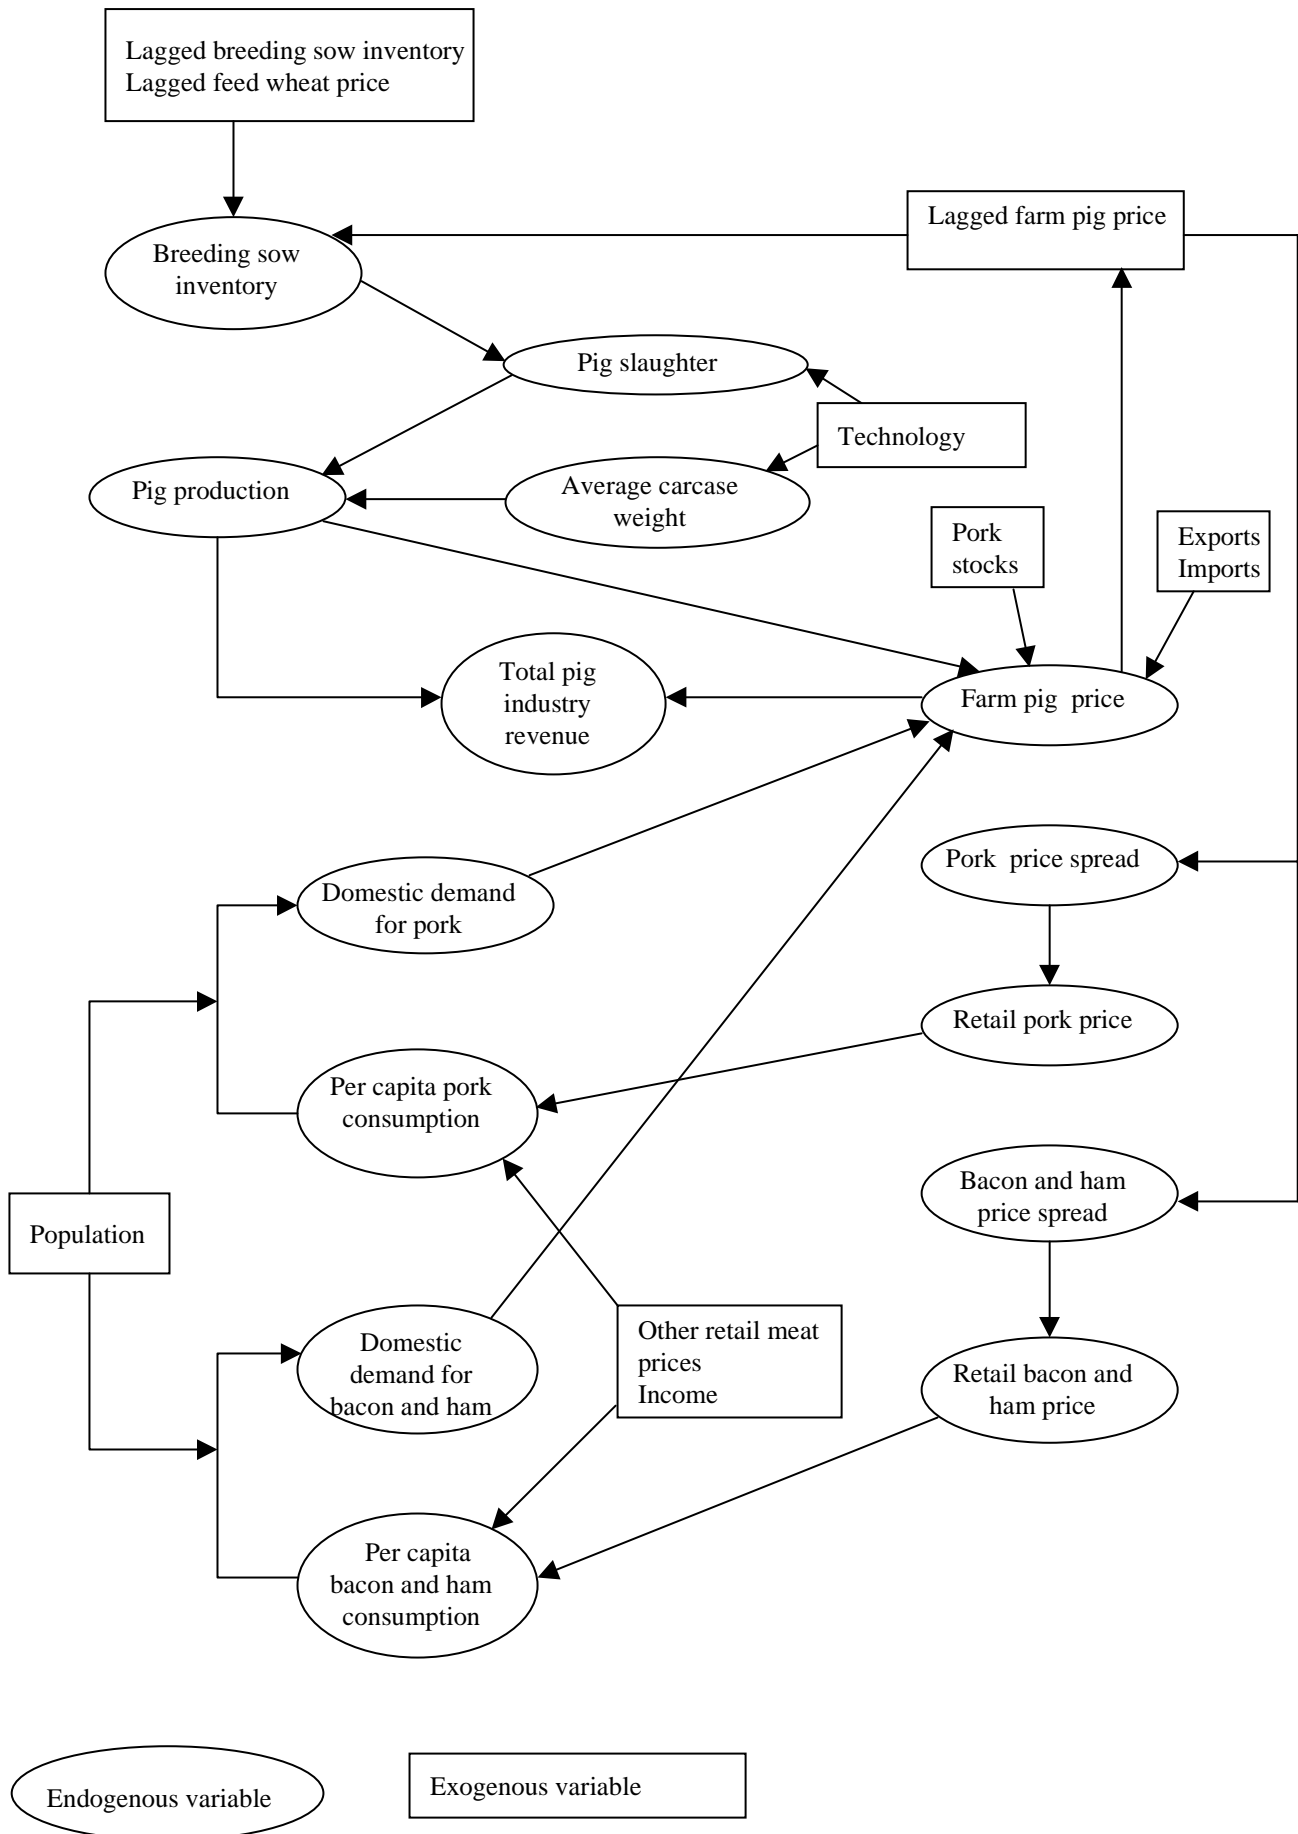 Lagged breeding sow inventory
Lagged feed wheat price
Lagged farm pig price
Breeding sow
inventory
Pig slaughter
Technology
Pig production
Average carcase
weight
Pork
stocks
Exports
Imports
Total pig
industry
revenue
Farm pig price
Pork price spread
Domestic demand
for pork
Retail pork price
Per capita pork
consumption
Bacon and ham
price spread
Population
Other retail meat
prices
Income
Domestic
demand for
bacon and ham
Retail bacon and
ham price
Per capita
bacon and ham
consumption
Endogenous variable
Exogenous variable